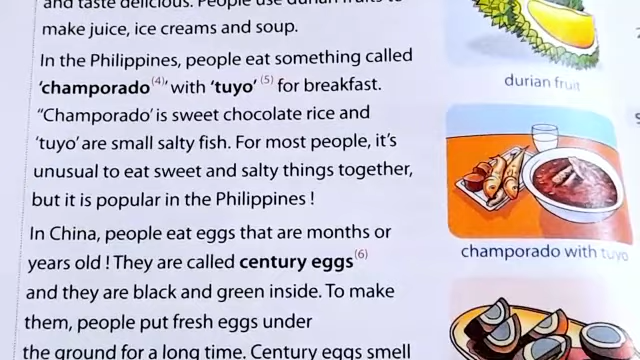 and taste delicious. People use durian fruits to
make juice, ice creams and soup.
In the Philippines, people eat something called
'champorado(4)' with 'tuyo' (5) for breakfast.
"Champorado' is sweet chocolate rice and
'tuyo' are small salty fish. For most people, it's
unusual to eat sweet and salty things together,
but it is popular in the Philippines !
In China, people eat eggs that are months or
years old ! They are called century eggs(6)
and they are black and green inside. To make
them, people put fresh eggs under
the ground for a long time. Century eggs smell
durian fruit
champorado with tuyo